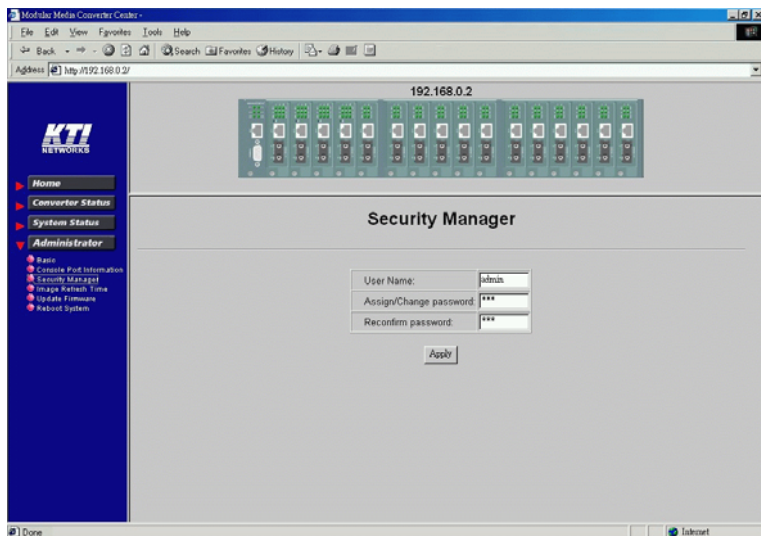 Modular Media Converter Center -
File Edit View Favorites Tools Help
Back Search Favorites History
Address http://192.168.0.2/
192.168.0.2
KTI
NETWORKS
Home
Converter Status
System Status
Administrator
Basic
Console Port Information
Security Manager
Image Refresh Time
Update Firmware
Reboot System
Security Manager
User Name: admin
Assign/Change password: ***
Reconfirm password: ***
Apply
Done Internet